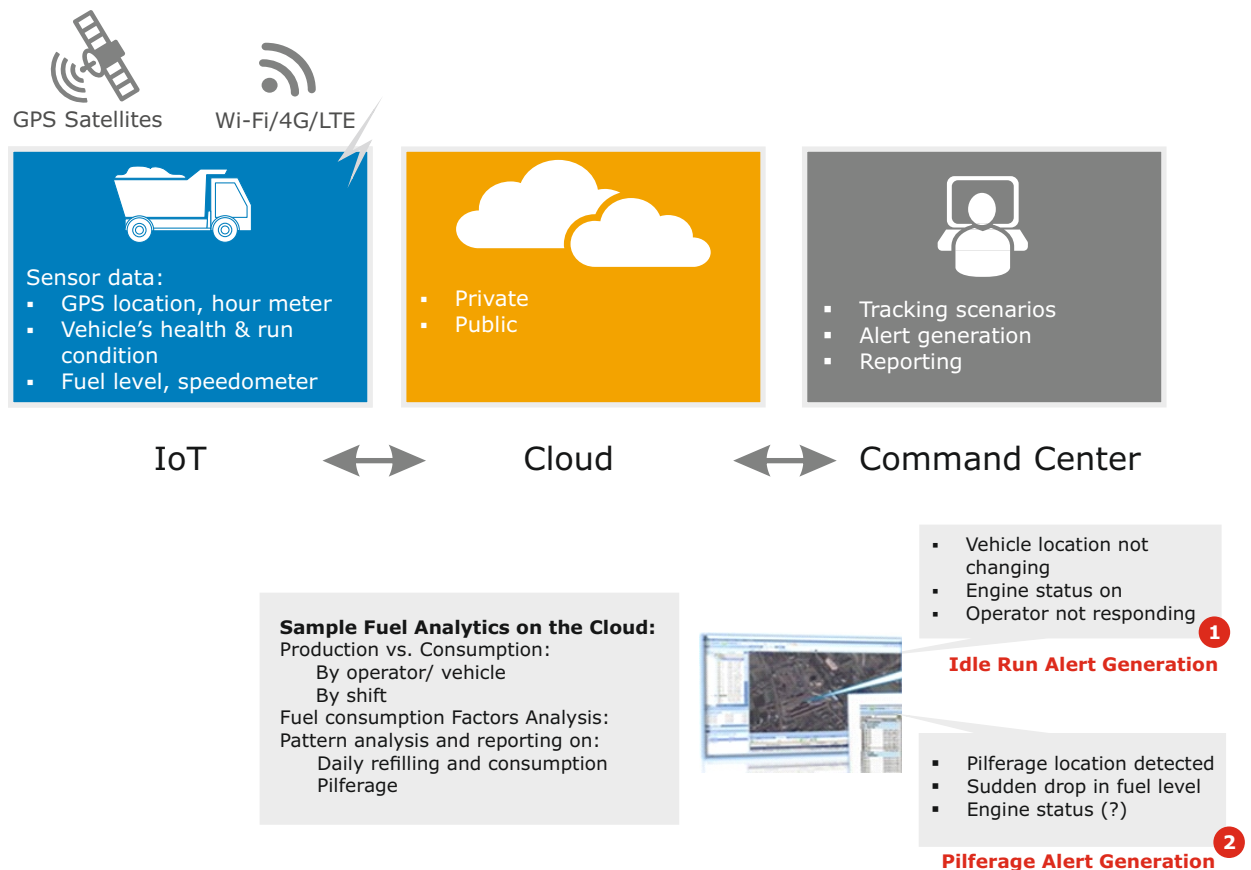 GPS Satellites
Wi-Fi/4G/LTE
Sensor data:
▪ GPS location, hour meter
▪ Vehicle’s health & run
condition
▪ Fuel level, speedometer
▪ Private
▪ Public
▪ Tracking scenarios
▪ Alert generation
▪ Reporting
IoT
Cloud
Command Center
Sample Fuel Analytics on the Cloud:
Production vs. Consumption:
By operator/ vehicle
By shift
Fuel consumption Factors Analysis:
Pattern analysis and reporting on:
Daily refilling and consumption
Pilferage
▪ Vehicle location not
changing
▪ Engine status on
▪ Operator not responding
1
Idle Run Alert Generation
▪ Pilferage location detected
▪ Sudden drop in fuel level
▪ Engine status (?)
2
Pilferage Alert Generation